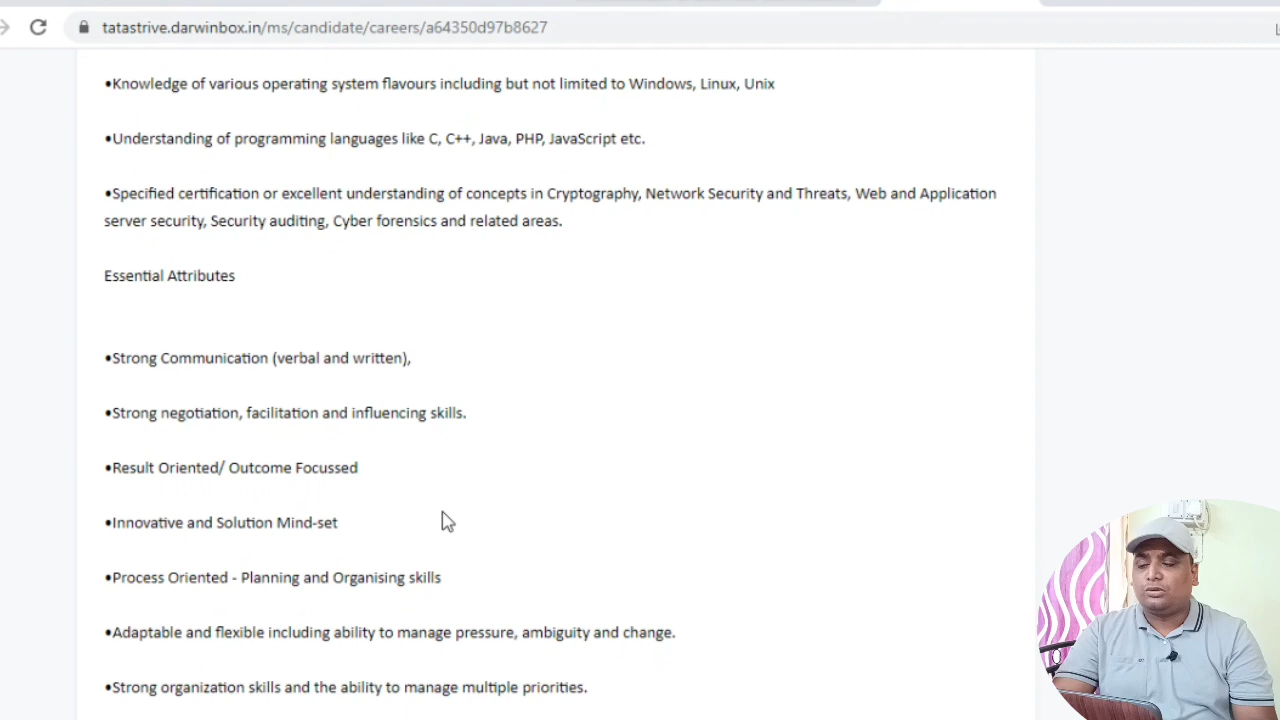 tatastrive.darwinbox.in/ms/candidate/careers/a64350d97b8627
•Knowledge of various operating system flavours including but not limited to Windows, Linux, Unix
•Understanding of programming languages like C, C++, Java, PHP, JavaScript etc.
•Specified certification or excellent understanding of concepts in Cryptography, Network Security and Threats, Web and Application
server security, Security auditing, Cyber forensics and related areas.
Essential Attributes
•Strong Communication (verbal and written),
•Strong negotiation, facilitation and influencing skills.
•Result Oriented/ Outcome Focussed
•Innovative and Solution Mind-set
•Process Oriented - Planning and Organising skills
•Adaptable and flexible including ability to manage pressure, ambiguity and change.
•Strong organization skills and the ability to manage multiple priorities.